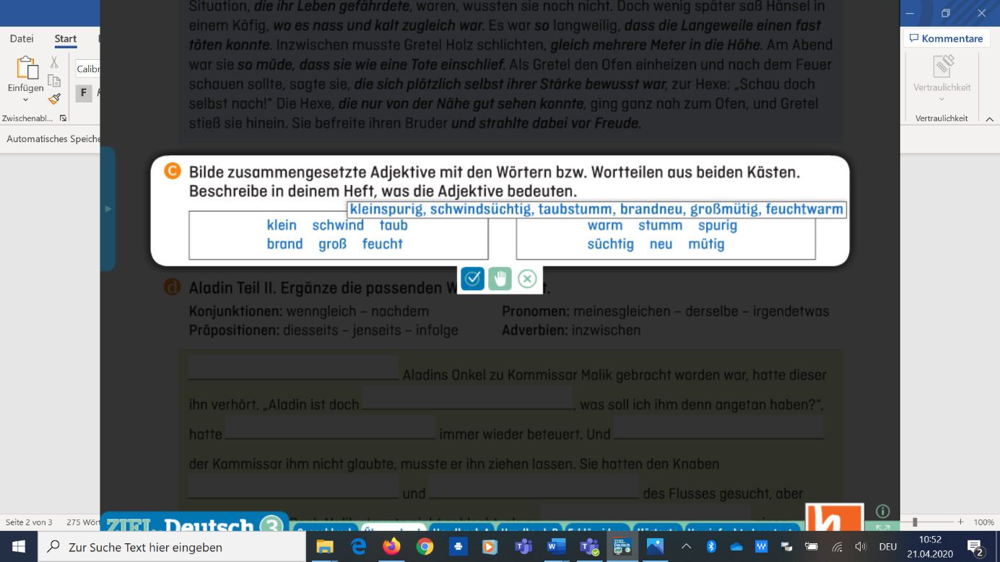 Situation, die ihr Leben gefährdete, waren, wussten sie noch nicht. Doch wenig später saß Hänsel in
einem Käfig, wo es nass und kalt zugleich war. Es war so langweilig, dass die Langeweile einen fast
töten konnte. Inzwischen musste Gretel Holz schlichten, gleich mehrere Meter in die Höhe. Am Abend
war sie so müde, dass sie wie eine Tote einschlief. Als Gretel den Ofen einheizen und nach dem Feuer
schauen sollte, sagte sie, die sich plötzlich selbst ihrer Stärke bewusst war, zur Hexe: „Schau doch
selbst nach!“ Die Hexe, die nur von der Nähe gut sehen konnte, ging ganz nah zum Ofen, und Gretel
stieß sie hinein. Sie befreite ihren Bruder und strahlte dabei vor Freude.
Datei Start
Kommentare
Calibr
Einfügen
F
Vertraulichkeit
Zwischenabl...
Vertraulichkeit
Automatisches Speiche
C Bilde zusammengesetzte Adjektive mit den Wörtern bzw. Wortteilen aus beiden Kästen.
Beschreibe in deinem Heft, was die Adjektive bedeuten.
kleinspurig, schwindsüchtig, taubstumm, brandneu, großmütig, feuchtwarm
klein schwind taub
brand groß feucht
warm stumm spurig
süchtig neu mütig
d Aladin Teil II. Ergänze die passenden W
Konjunktionen: wenngleich – nachdem
Pronomen: meinesgleichen – derselbe – irgendetwas
Präpositionen: diesseits – jenseits – infolge
Adverbien: inzwischen
Aladins Onkel zu Kommissar Malik gebracht worden war, hatte dieser
ihn verhört. „Aladin ist doch , was soll ich ihm denn angetan haben?“,
hatte immer wieder beteuert. Und
der Kommissar ihm nicht glaubte, musste er ihn ziehen lassen. Sie hatten den Knaben
und des Flusses gesucht, aber
Seite 2 von 3 275 Wört
ZIEL Deutsch 3
100%
Zur Suche Text hier eingeben
DEU
10:52
21.04.2020
2